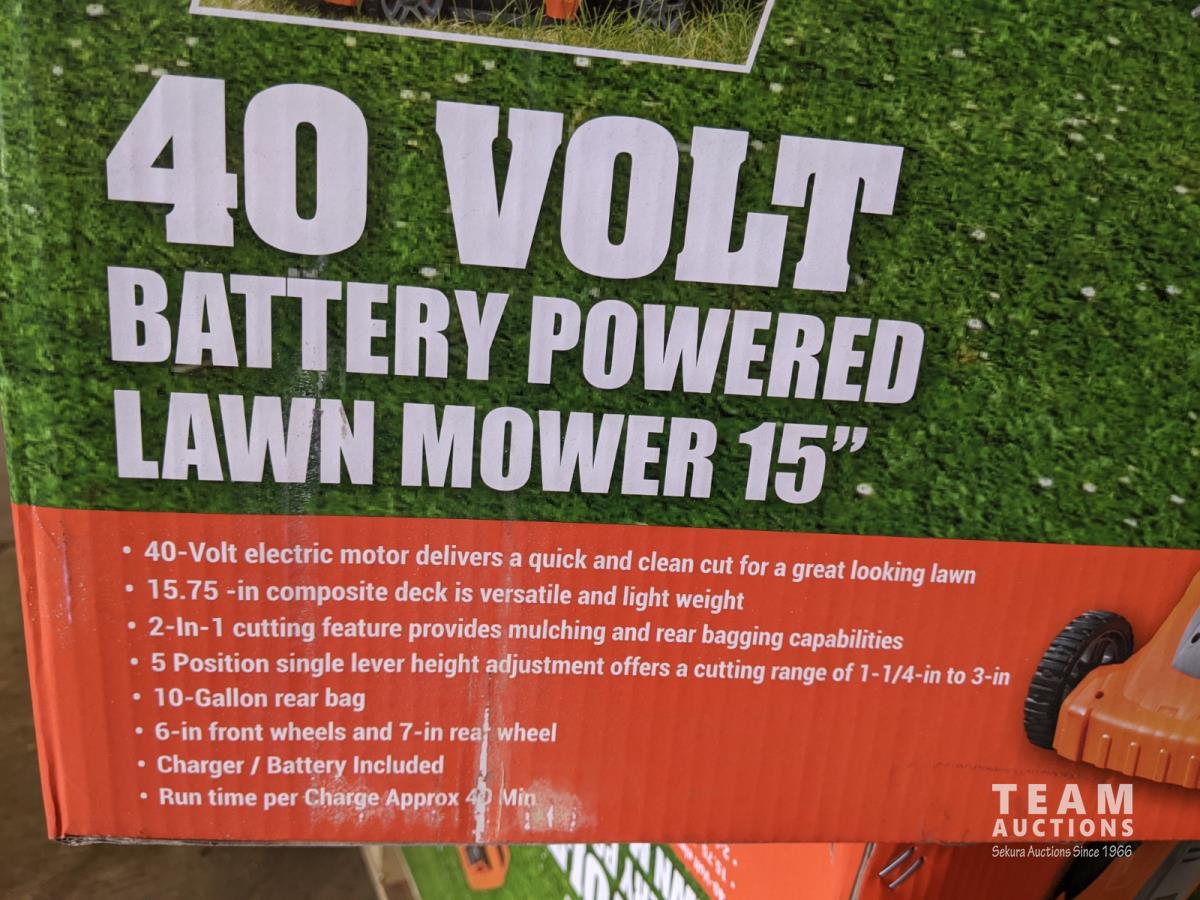 40 VOLT
BATTERY POWERED
LAWN MOWER 15”
• 40-Volt electric motor delivers a quick and clean cut for a great looking lawn
• 15.75 -in composite deck is versatile and light weight
• 2-In-1 cutting feature provides mulching and rear bagging capabilities
• 5 Position single lever height adjustment offers a cutting range of 1-1/4-in to 3-in
• 10-Gallon rear bag
• 6-in front wheels and 7-in rear wheel
• Charger / Battery Included
• Run time per Charge Approx 40 Min
TEAM
AUCTIONS
Sekura Auctions Since 1966